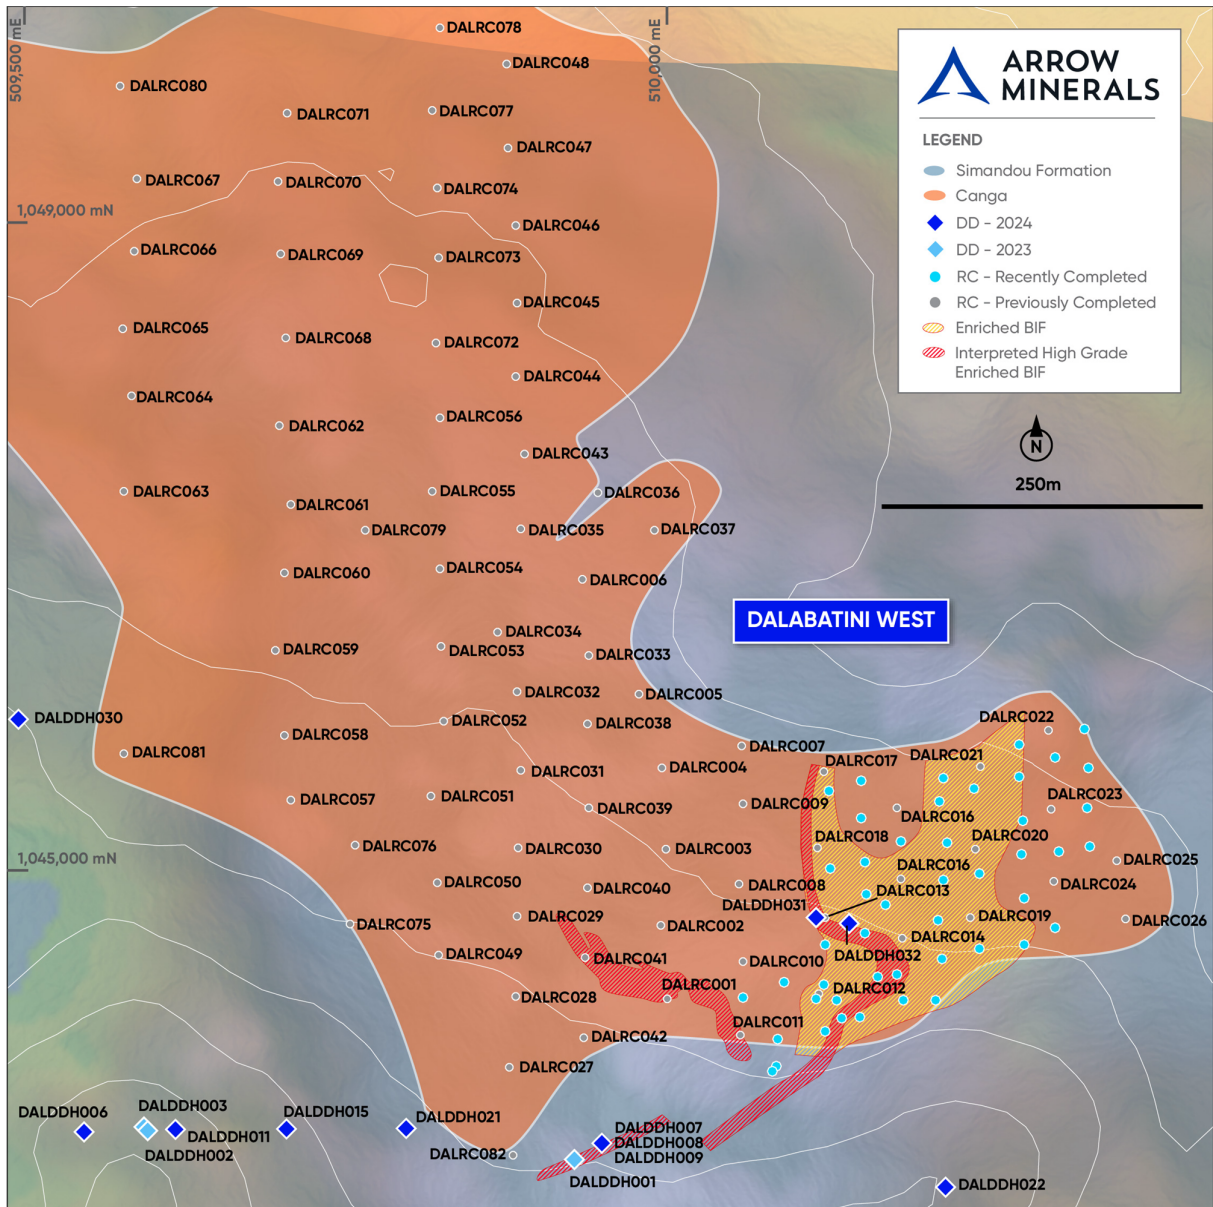 509,500 mE
510,000 mE
DALRC078
DALRC048
DALRC080
DALRC071
DALRC077
DALRC047
DALRC067
DALRC070
DALRC074
1,049,000 mN
DALRC046
DALRC066
DALRC069
DALRC073
DALRC045
DALRC065
DALRC068
DALRC072
DALRC044
DALRC064
DALRC062
DALRC056
DALRC043
DALRC063
DALRC061
DALRC055
DALRC036
DALRC079
DALRC035
DALRC037
DALRC060
DALRC054
DALRC006
DALRC034
DALRC059
DALRC053
DALRC033
DALRC032
DALRC005
DALDDH030
DALRC052
DALRC038
DALRC058
DALRC081
DALRC007
DALRC004
DALRC031
DALRC057
DALRC051
DALRC039
DALRC009
DALRC017
DALRC021
DALRC022
DALRC023
DALRC016
DALRC018
DALRC020
DALRC076
DALRC030
DALRC003
1,045,000 mN
DALRC016
DALRC025
DALRC050
DALRC040
DALRC008
DALRC013
DALRC024
DALDDH031
DALRC075
DALRC029
DALRC002
DALRC019
DALRC026
DALRC014
DALRC049
DALRC041
DALRC010
DALDDH032
DALRC001
DALRC012
DALRC028
DALRC011
DALRC042
DALRC027
DALDDH006
DALDDH003
DALDDH015
DALDDH021
DALDDH011
DALDDH002
DALRC082
DALDDH007
DALDDH008
DALDDH009
DALDDH001
DALDDH022
DALABATINI WEST
ARROW
MINERALS
LEGEND
Simandou Formation
Canga
DD - 2024
DD - 2023
RC - Recently Completed
RC - Previously Completed
Enriched BIF
Interpreted High Grade
Enriched BIF
N
250m